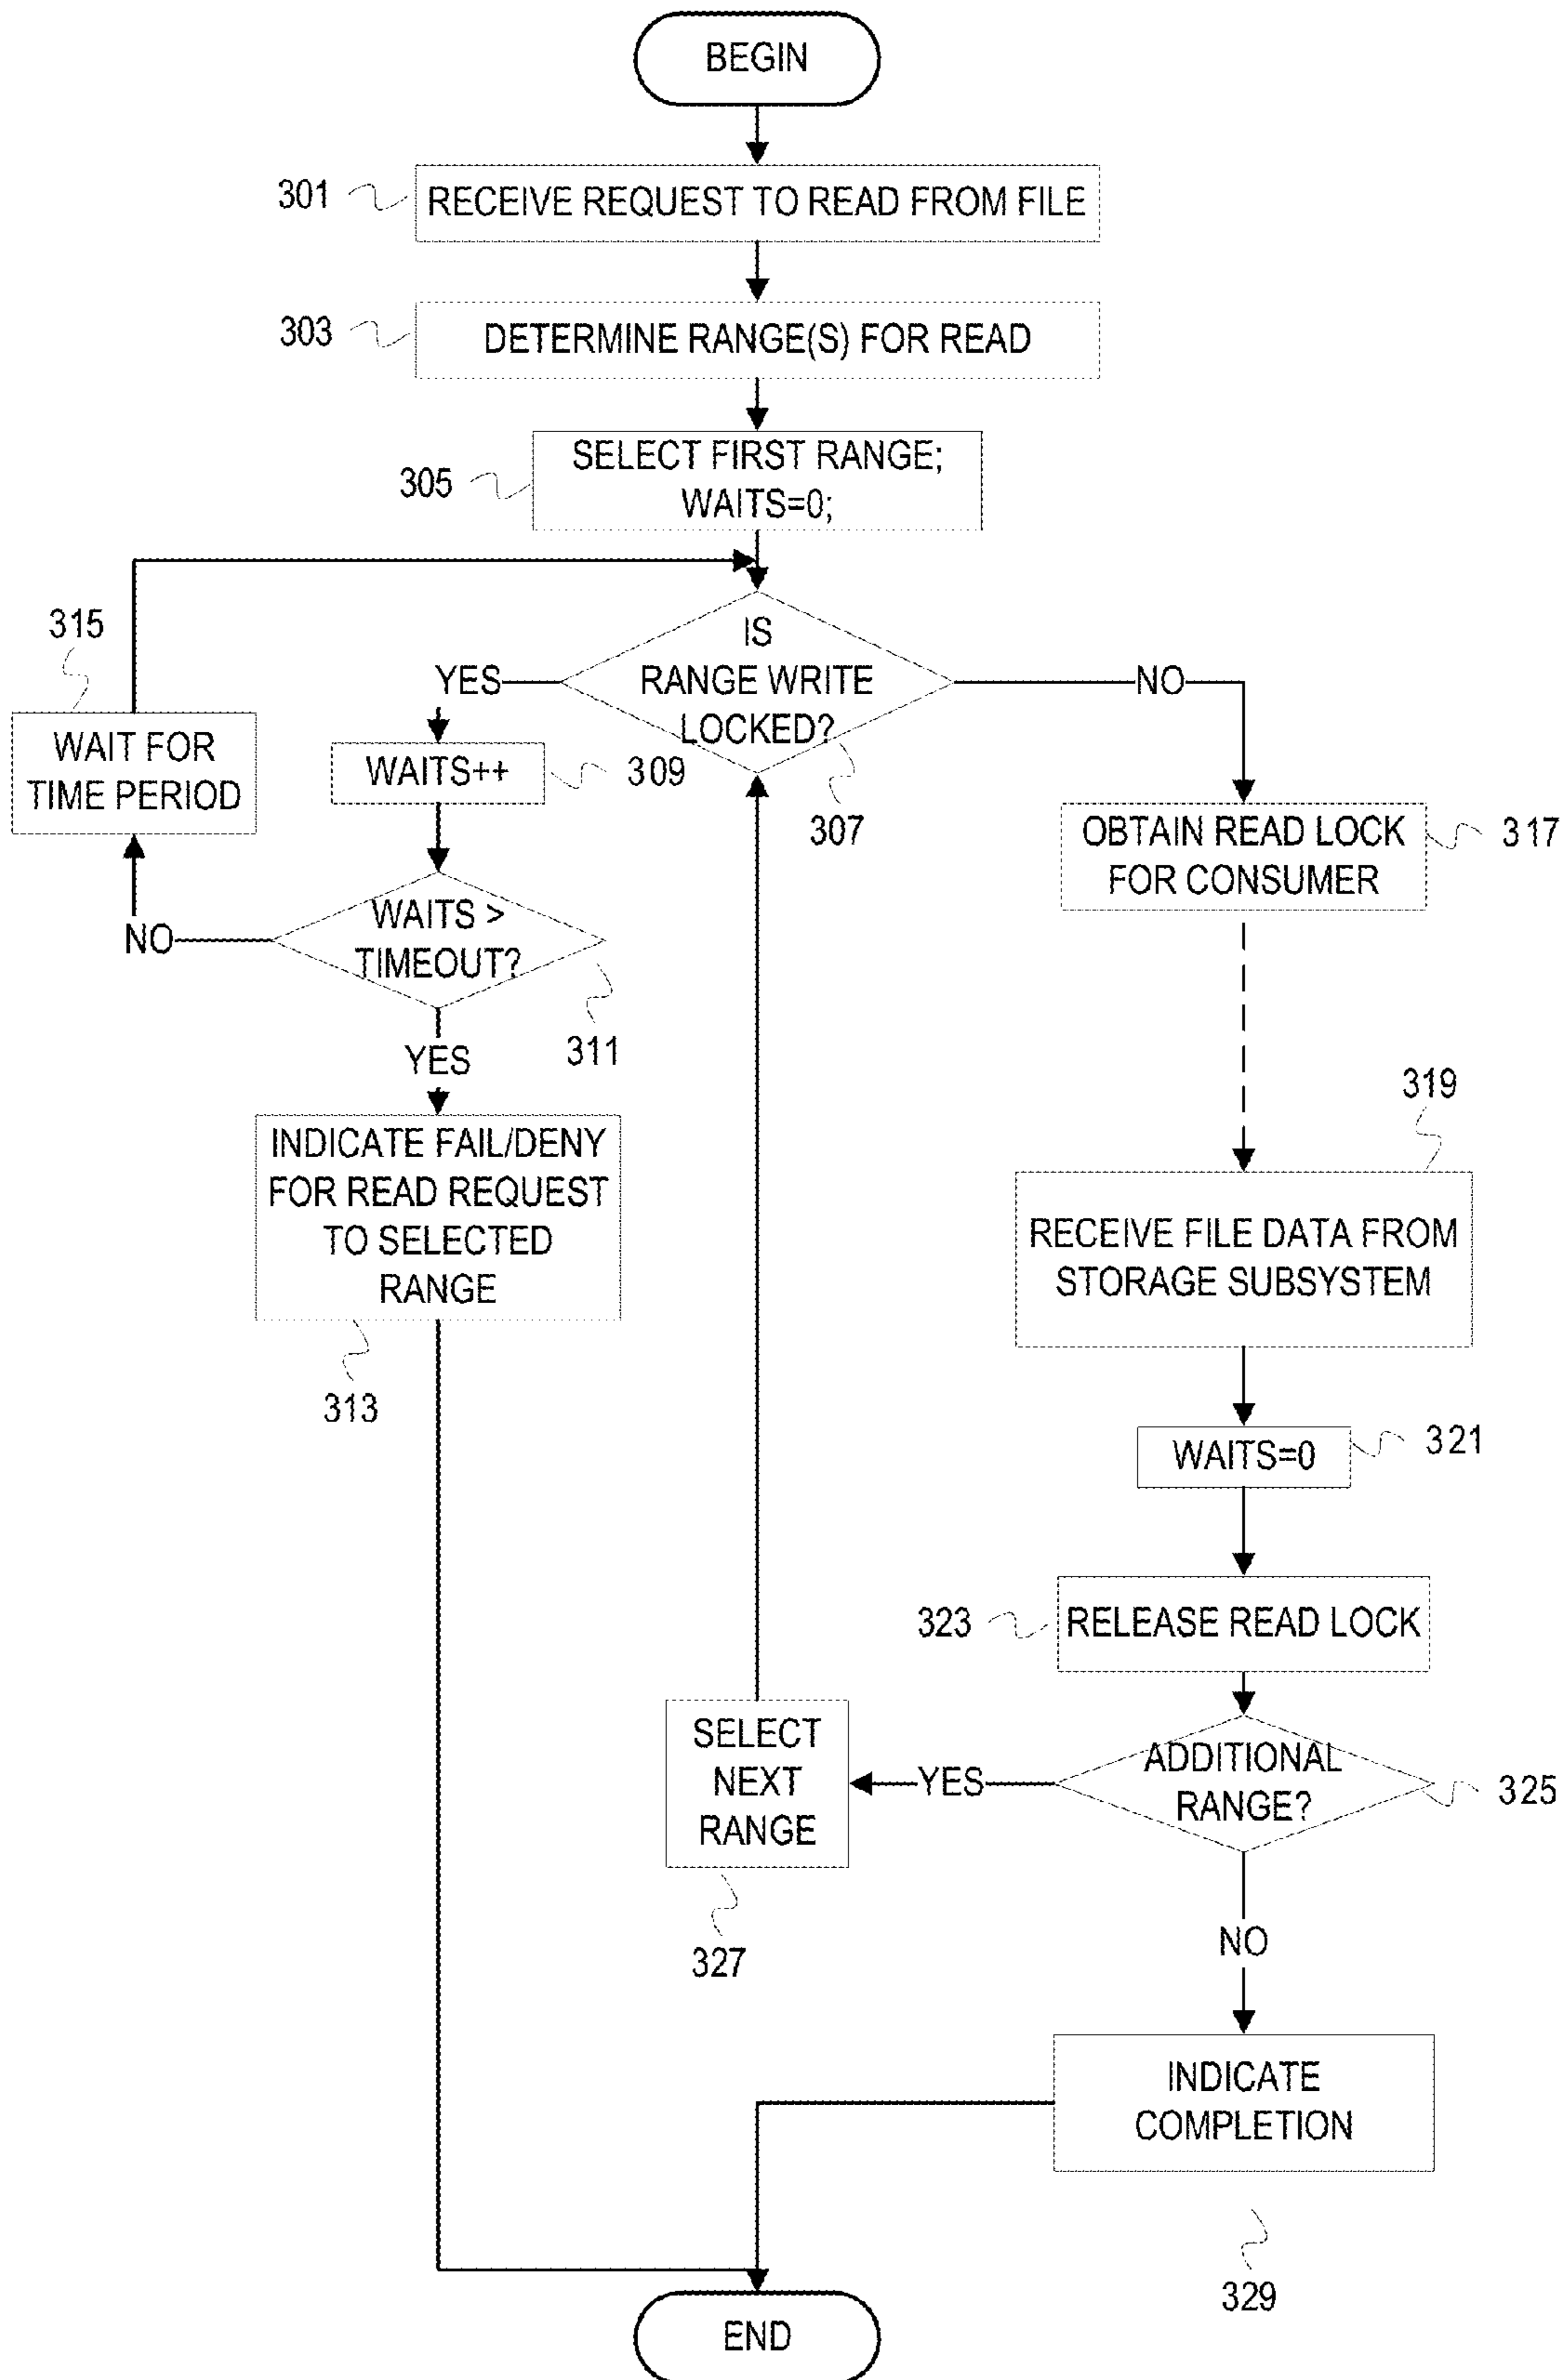 BEGIN
301
RECEIVE REQUEST TO READ FROM FILE
303
DETERMINE RANGE(S) FOR READ
305
SELECT FIRST RANGE;
WAITS=0;
315
WAIT FOR
TIME PERIOD
IS
RANGE WRITE
LOCKED?
307
YES
NO
WAITS++
309
WAITS >
TIMEOUT?
311
NO
YES
INDICATE FAIL/DENY
FOR READ REQUEST
TO SELECTED
RANGE
313
OBTAIN READ LOCK
FOR CONSUMER
317
319
RECEIVE FILE DATA FROM
STORAGE SUBSYSTEM
WAITS=0
321
323
RELEASE READ LOCK
ADDITIONAL
RANGE?
325
YES
SELECT
NEXT
RANGE
327
NO
INDICATE
COMPLETION
329
END